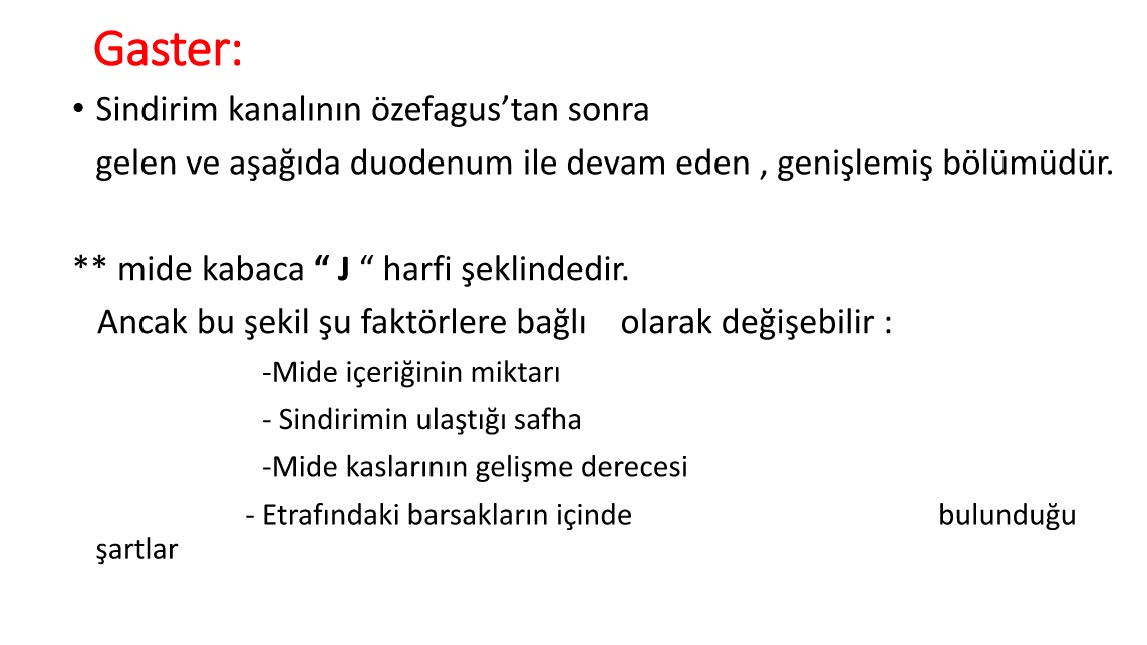 Gaster:
• Sindirim kanalının özefagus’tan sonra
gelen ve aşağıda duodenum ile devam eden , genişlemiş bölümüdür.
** mide kabaca “ J “ harfi şeklindedir.
Ancak bu şekil şu faktörlere bağlı olarak değişebilir :
-Mide içeriğinin miktarı
- Sindirimin ulaştığı safha
-Mide kaslarının gelişme derecesi
- Etrafındaki barsakların içinde bulunduğu
şartlar